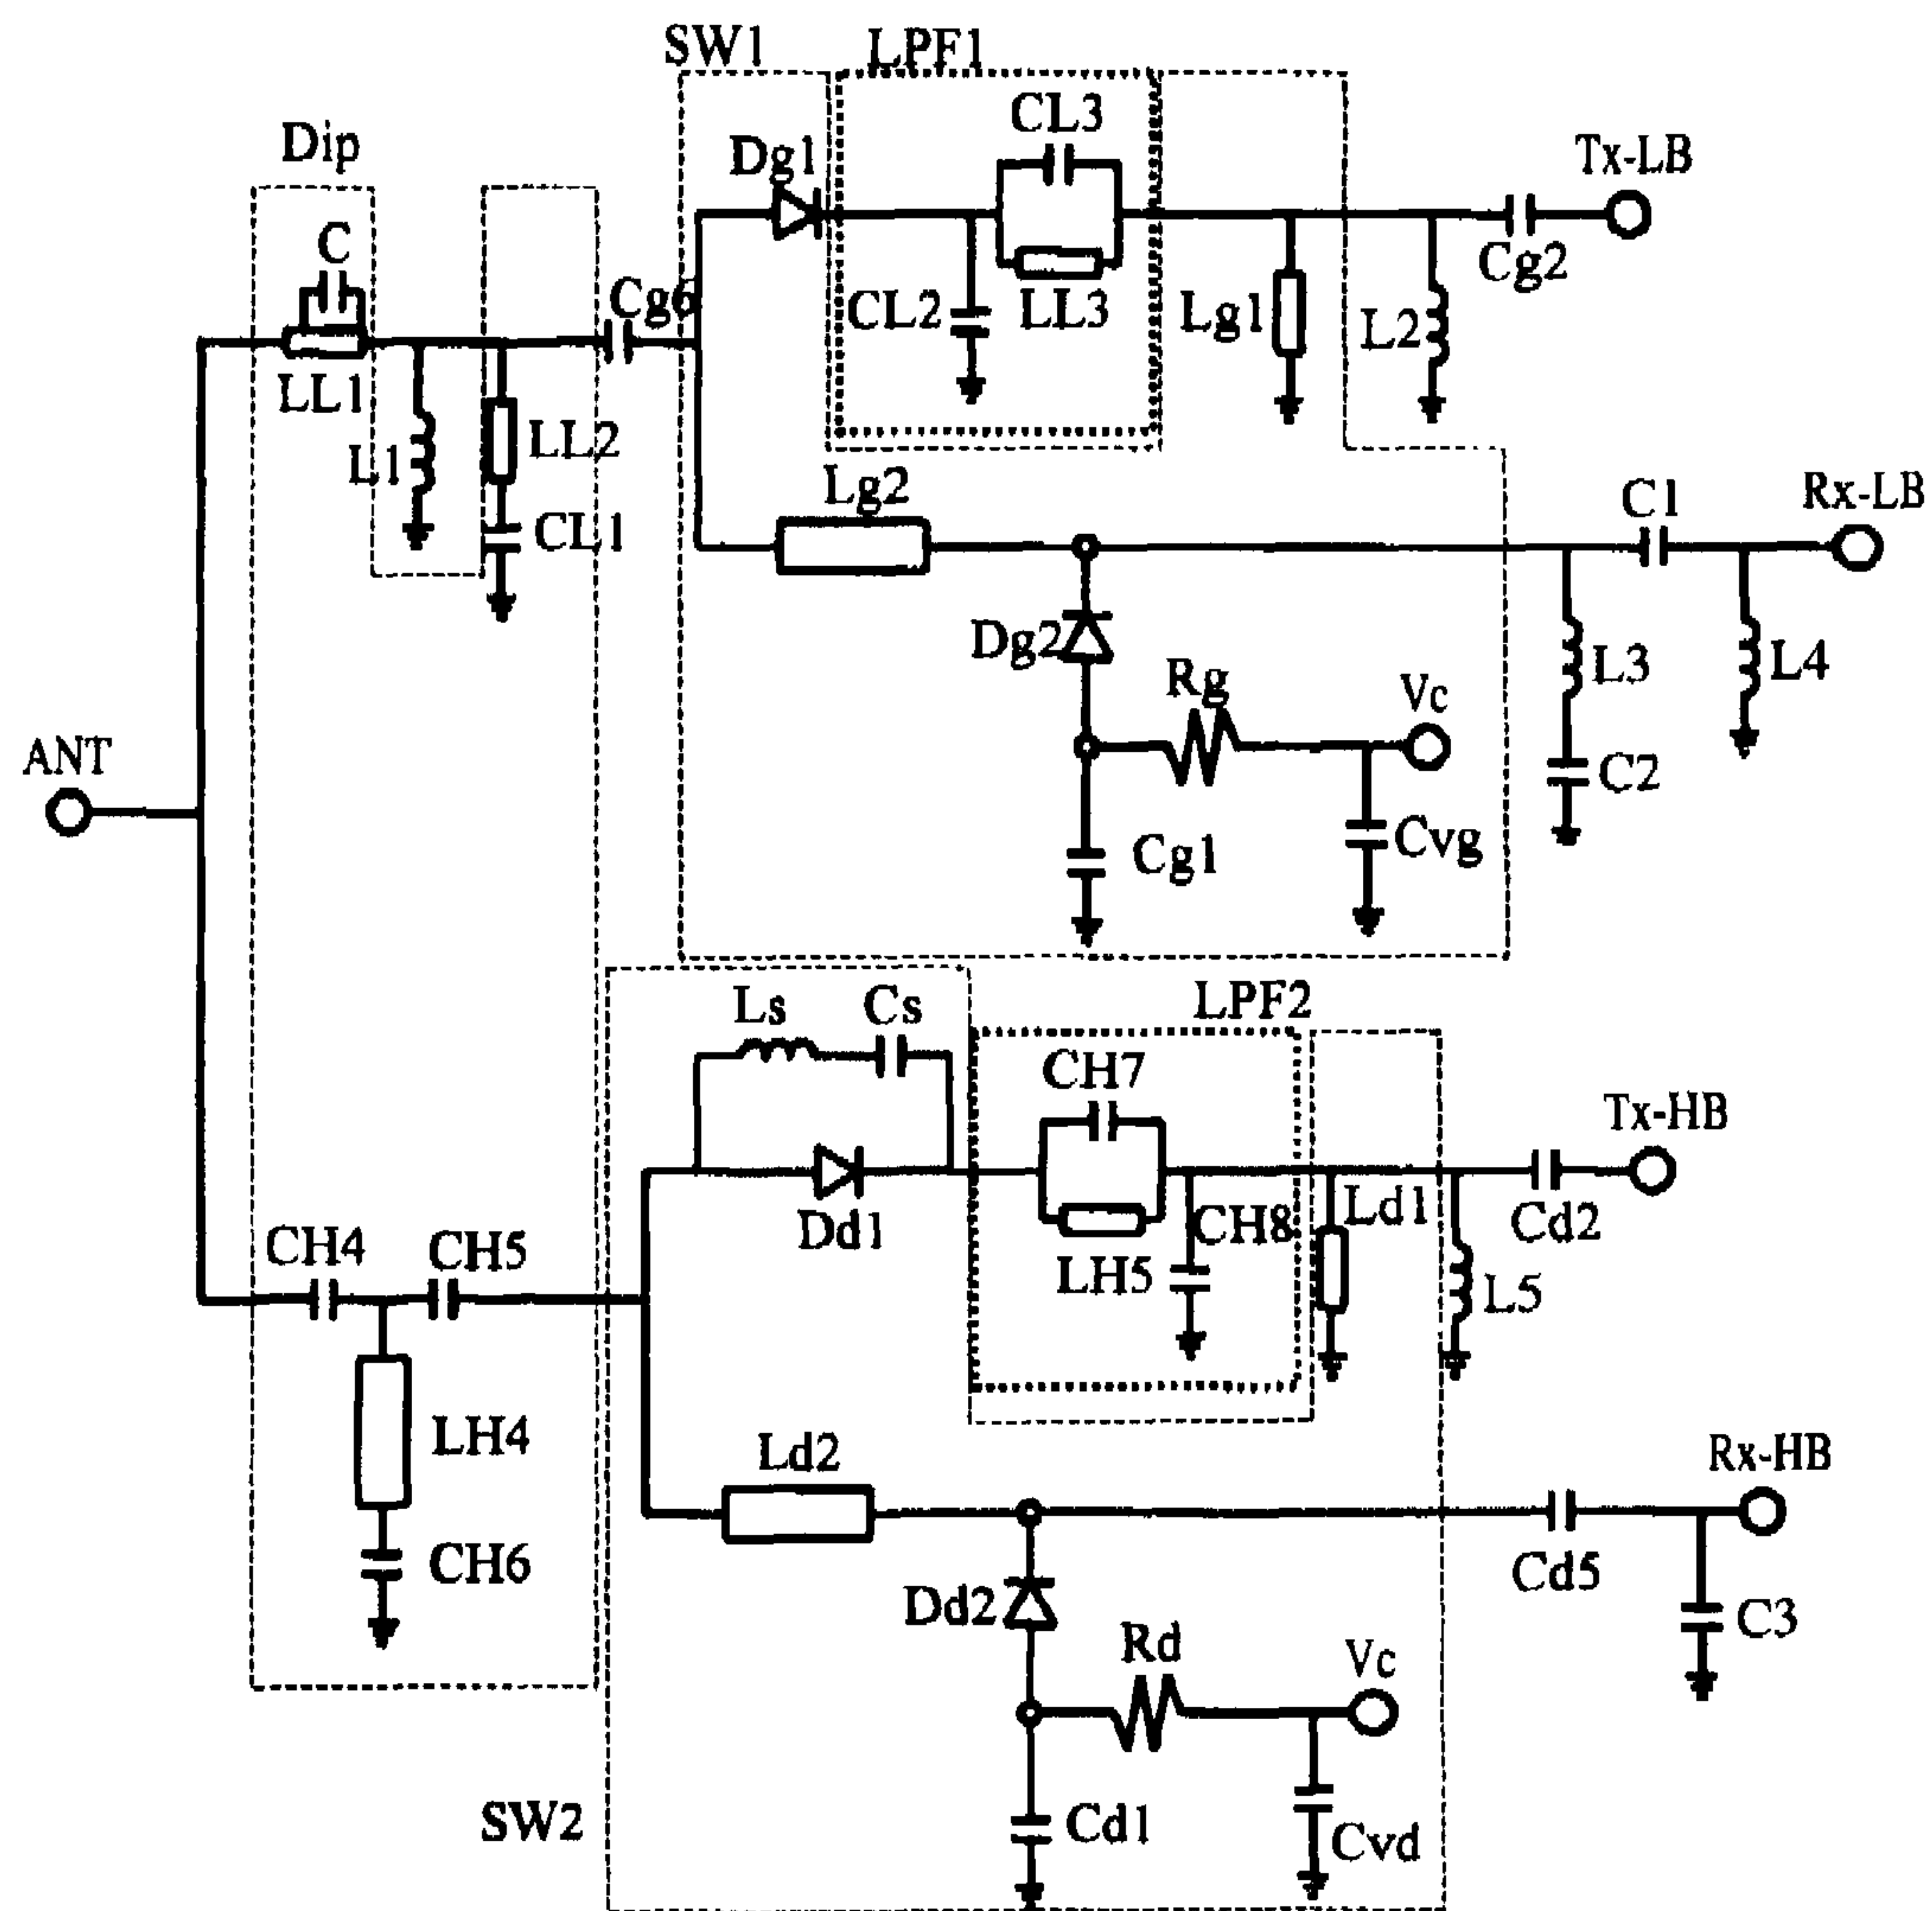 SW1
LPF1
CL3
Dip
Dg1
Tx-LB
C
Cg6
Cg2
CL2
LL3
Lg1
L2
LL1
L1
LL2
CL1
Lg2
C1
Rx-LB
Dg2
Rg
Vc
L3
L4
ANT
C2
Cg1
Cvg
Ls
Cs
LPF2
CH7
Tx-HB
Dd1
CH8
Ld1
Cd2
CH4
CH5
LH5
L5
LH4
Ld2
Rx-HB
CH6
Cd5
Dd2
Rd
Vc
C3
SW2
Cd1
Cvd